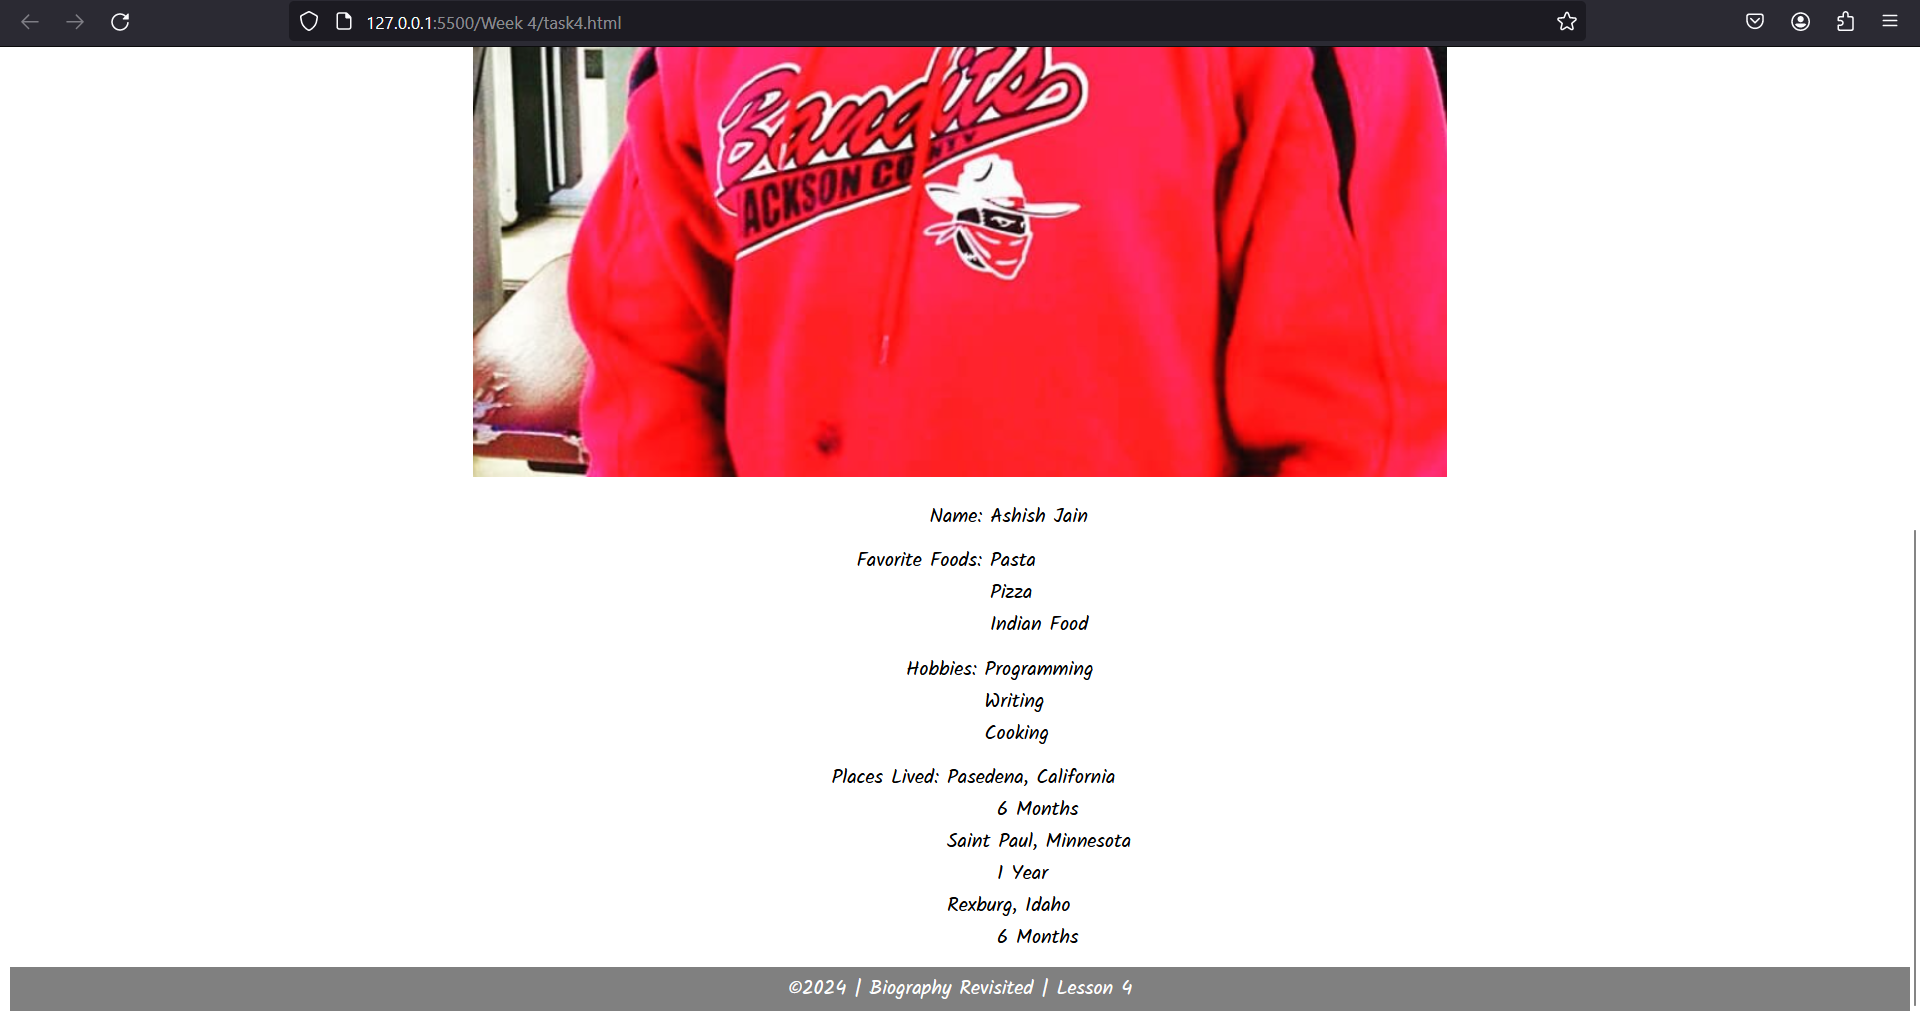 127.0.0.1:5500/Week 4/task4.html
Bandits
JACKSON COUNTY
Name: Ashish Jain
Favorite Foods: Pasta
Pizza
Indian Food
Hobbies: Programming
Writing
Cooking
Places Lived: Pasedena, California
6 Months
Saint Paul, Minnesota
1 Year
Rexburg, Idaho
6 Months
©2024 | Biography Revisited | Lesson 4